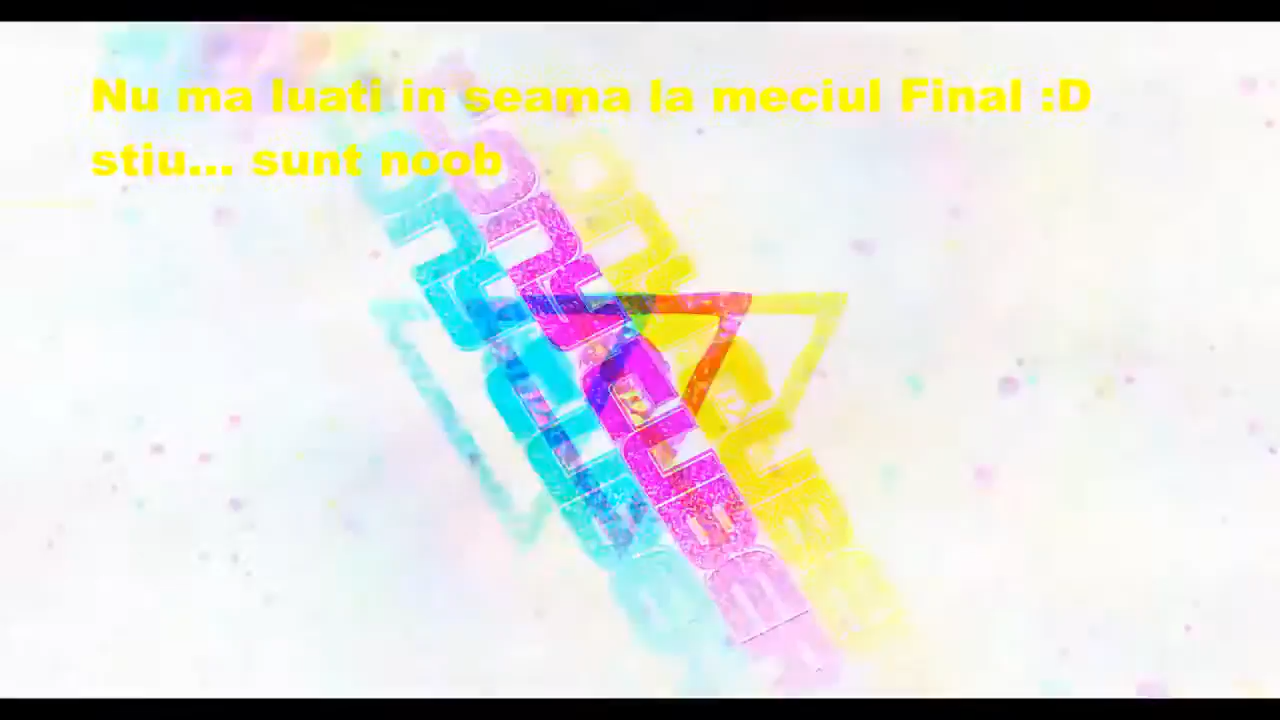 Nu ma luati in seama la meciul Final :D
stiu... sunt noob